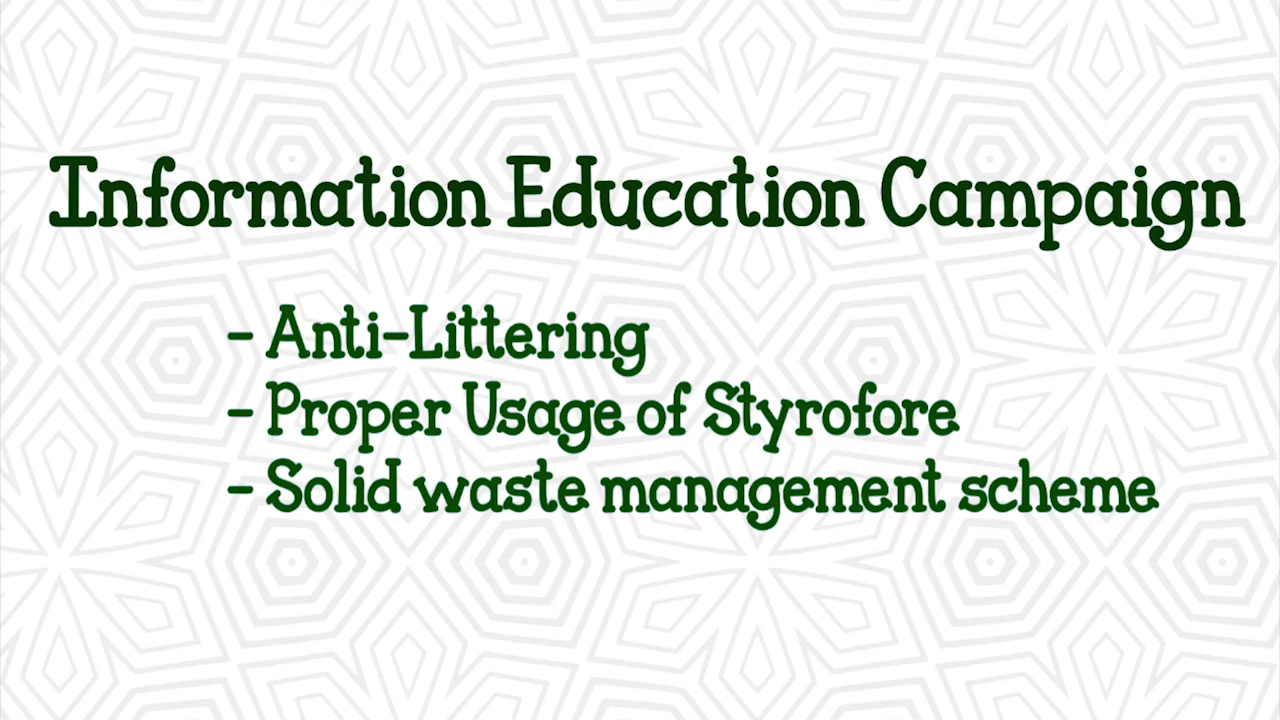 Information Education Campaign
- Anti-Littering
- Proper Usage of Styrofore
- Solid waste management scheme